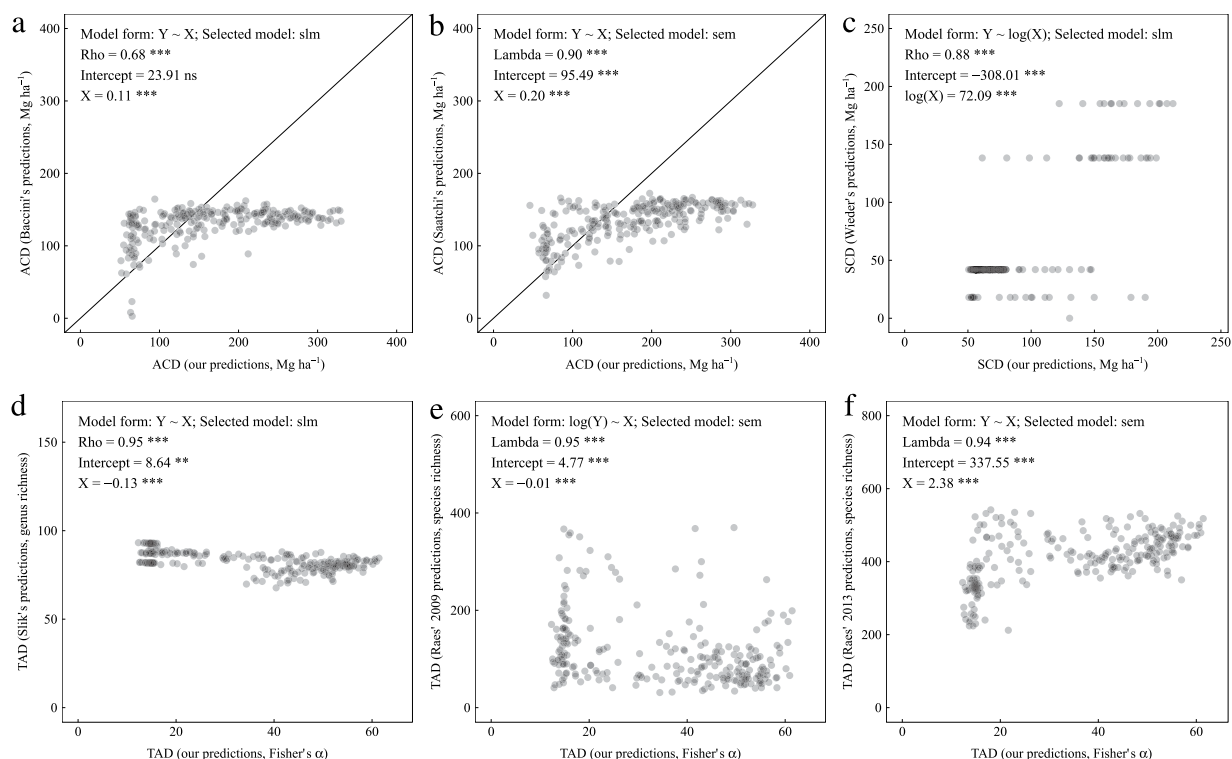 a
Model form: Y ~ X; Selected model: slm
Rho = 0.68 ***
Intercept = 23.91 ns
X = 0.11 ***
ACD (Baccini's predictions, Mg ha⁻¹)
400
300
200
100
0
0 100 200 300 400
ACD (our predictions, Mg ha⁻¹)
b
Model form: Y ~ X; Selected model: sem
Lambda = 0.90 ***
Intercept = 95.49 ***
X = 0.20 ***
ACD (Saatchi's predictions, Mg ha⁻¹)
400
300
200
100
0
0 100 200 300 400
ACD (our predictions, Mg ha⁻¹)
c
Model form: Y ~ log(X); Selected model: slm
Rho = 0.88 ***
Intercept = −308.01 ***
log(X) = 72.09 ***
SCD (Wieder's predictions, Mg ha⁻¹)
250
200
150
100
50
0
0 50 100 150 200 250
SCD (our predictions, Mg ha⁻¹)
d
Model form: Y ~ X; Selected model: slm
Rho = 0.95 ***
Intercept = 8.64 **
X = −0.13 ***
TAD (Slik's predictions, genus richness)
150
100
50
0
0 20 40 60
TAD (our predictions, Fisher's α)
e
Model form: log(Y) ~ X; Selected model: sem
Lambda = 0.95 ***
Intercept = 4.77 ***
X = −0.01 ***
TAD (Raes' 2009 predictions, species richness)
600
400
200
0
0 20 40 60
TAD (our predictions, Fisher's α)
f
Model form: Y ~ X; Selected model: sem
Lambda = 0.94 ***
Intercept = 337.55 ***
X = 2.38 ***
TAD (Raes' 2013 predictions, species richness)
800
600
400
200
0
0 20 40 60
TAD (our predictions, Fisher's α)